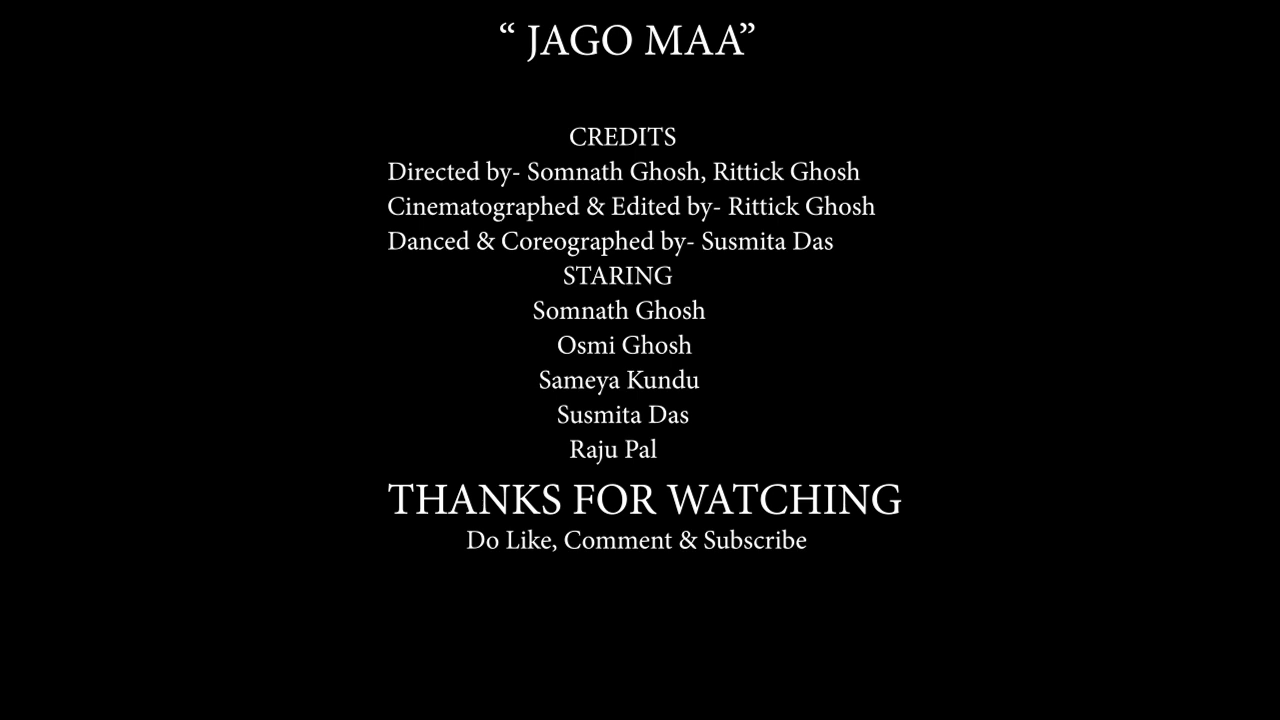 “ JAGO MAA”
CREDITS
Directed by- Somnath Ghosh, Rittick Ghosh
Cinematographed & Edited by- Rittick Ghosh
Danced & Coreographed by- Susmita Das
STARING
Somnath Ghosh
Osmi Ghosh
Sameya Kundu
Susmita Das
Raju Pal
THANKS FOR WATCHING
Do Like, Comment & Subscribe